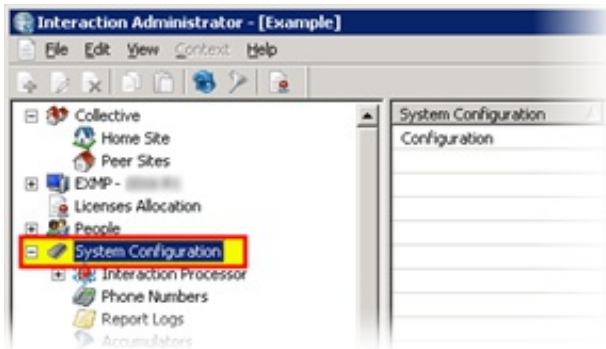 Interaction Administrator - [Example]
File Edit View Context Help
Collective
Home Site
Peer Sites
EXMP -
Licenses Allocation
People
System Configuration
Interaction Processor
Phone Numbers
Report Logs
Accumulators
System Configuration
Configuration